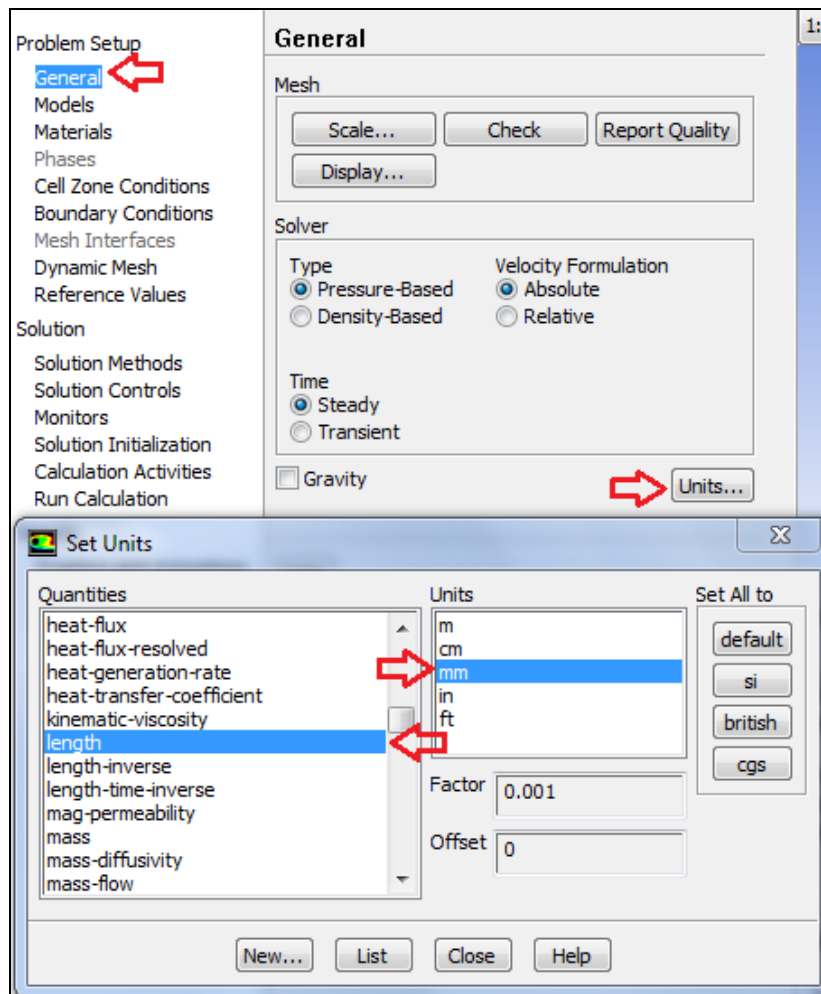 Problem Setup
General
Models
Materials
Phases
Cell Zone Conditions
Boundary Conditions
Mesh Interfaces
Dynamic Mesh
Reference Values
Solution
Solution Methods
Solution Controls
Monitors
Solution Initialization
Calculation Activities
Run Calculation
General
Mesh
Scale... Check Report Quality
Display...
Solver
Type Velocity Formulation
Pressure-Based Absolute
Density-Based Relative
Time
Steady
Transient
Gravity Units...
1:
Set Units
Quantities
heat-flux
heat-flux-resolved
heat-generation-rate
heat-transfer-coefficient
kinematic-viscosity
length
length-inverse
length-time-inverse
mag-permeability
mass
mass-diffusivity
mass-flow
Units
m
cm
mm
in
ft
Factor 0.001
Offset 0
Set All to
default
si
british
cgs
New... List Close Help